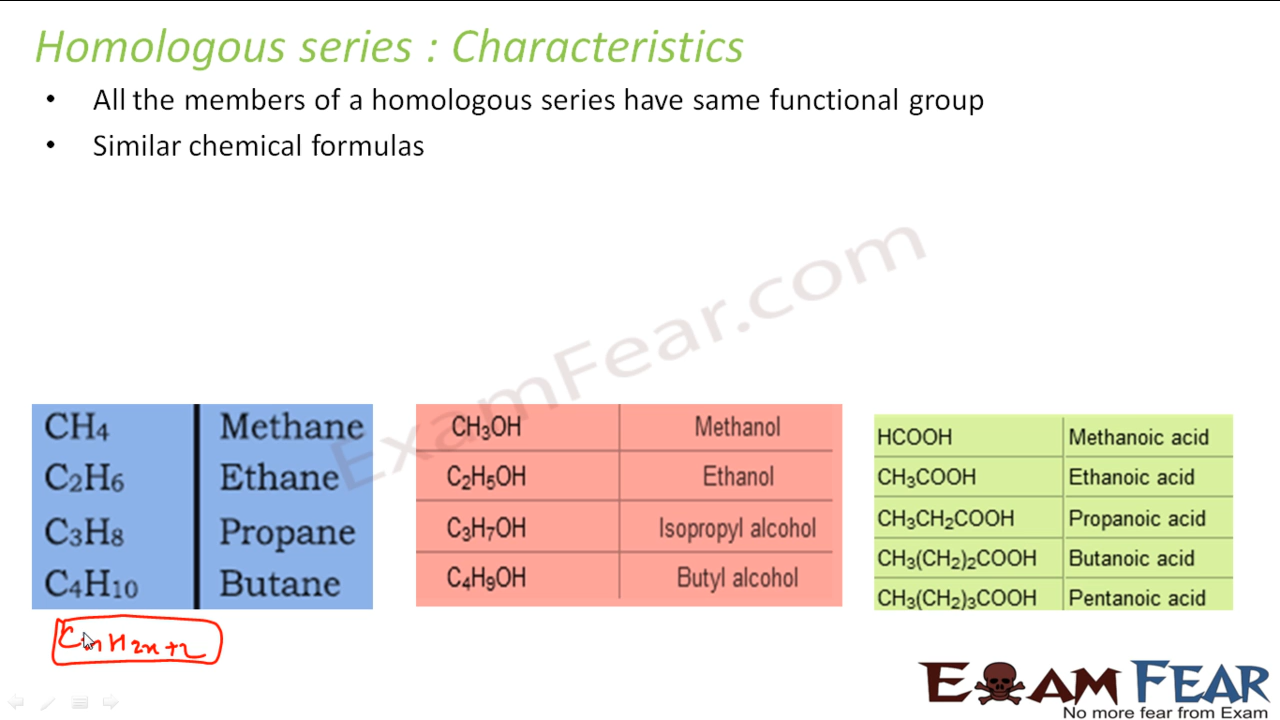 Homologous series : Characteristics
• All the members of a homologous series have same functional group
• Similar chemical formulas
ExamFear.com
CH₄ Methane
C₂H₆ Ethane
C₃H₈ Propane
C₄H₁₀ Butane
CH₃OH Methanol
C₂H₅OH Ethanol
C₃H₇OH Isopropyl alcohol
C₄H₉OH Butyl alcohol
HCOOH Methanoic acid
CH₃COOH Ethanoic acid
CH₃CH₂COOH Propanoic acid
CH₃(CH₂)₂COOH Butanoic acid
CH₃(CH₂)₃COOH Pentanoic acid
CnH2n+2
EXAM FEAR
No more fear from Exam